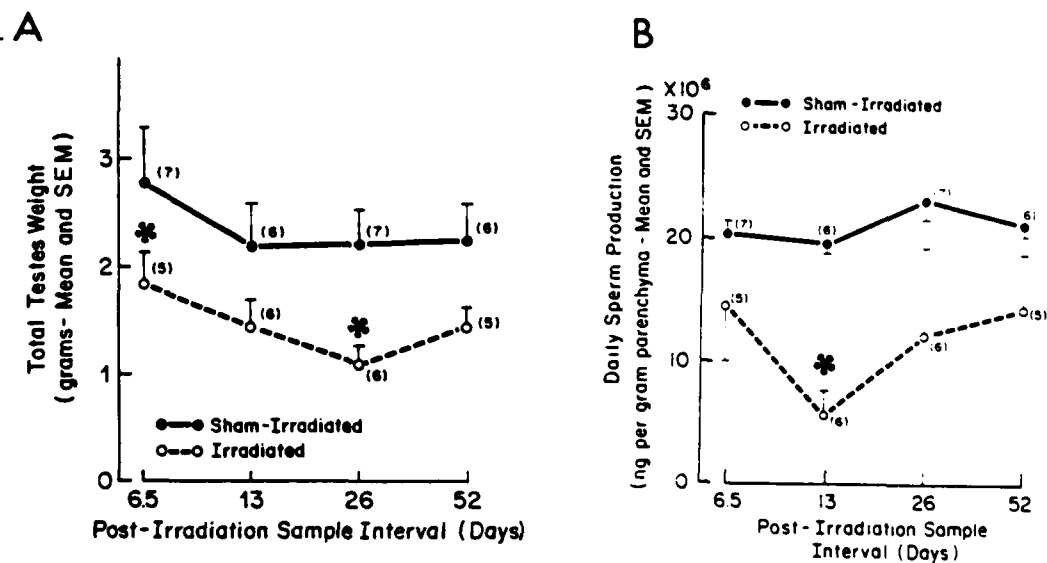 A
Total Testes Weight
(grams- Mean and SEM)
3
2
1
0
(7)
(6)
(7)
(6)
*
(5)
(6)
*
(6)
(5)
Sham-Irradiated
Irradiated
6.5 13 26 52
Post-Irradiation Sample Interval (Days)
B
Daily Sperm Production
(ng per gram parenchyma - Mean and SEM)
X10⁶
30
20
10
0
Sham-Irradiated
Irradiated
(7)
(6)
6)
(5)
*
(6)
(6)
(5)
6.5 13 26 52
Post-Irradiation Sample
Interval (Days)